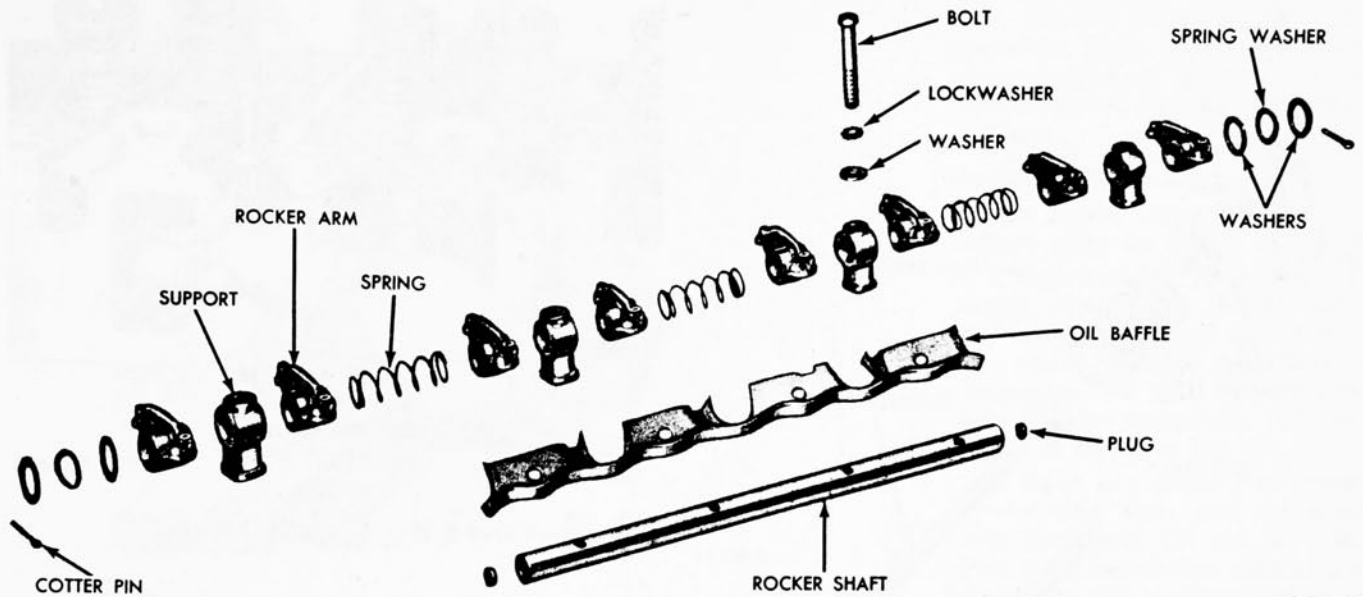 BOLT
SPRING WASHER
LOCKWASHER
WASHER
ROCKER ARM
WASHERS
SPRING
SUPPORT
OIL BAFFLE
PLUG
COTTER PIN
ROCKER SHAFT